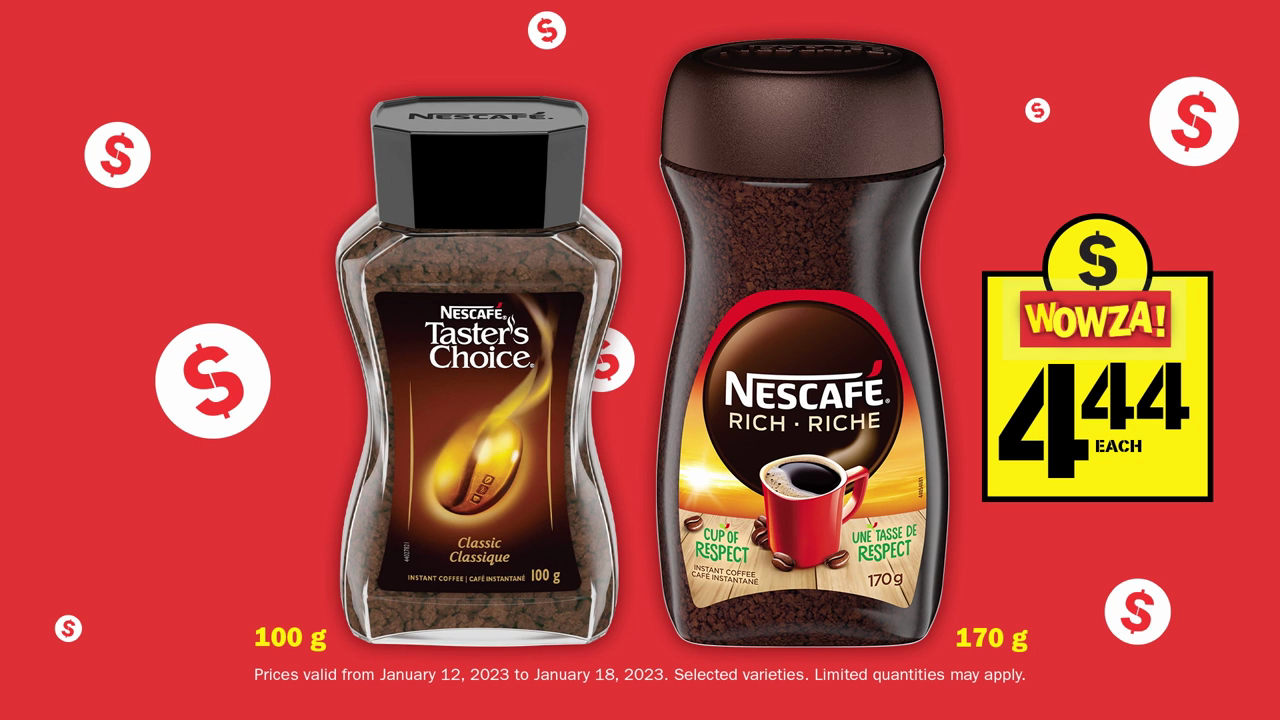 NESCAFÉ.
NESCAFÉ®
Taster's
Choice®
Classic
Classique
INSTANT COFFEE | CAFÉ INSTANTANÉ 100 g
NESCAFÉ®
RICH · RICHE
CUP OF
RESPECT
UNE TASSE DE
RESPECT
INSTANT COFFEE
CAFÉ INSTANTANÉ
170 g
$
WOWZA!
4 44
EACH
100 g
170 g
Prices valid from January 12, 2023 to January 18, 2023. Selected varieties. Limited quantities may apply.